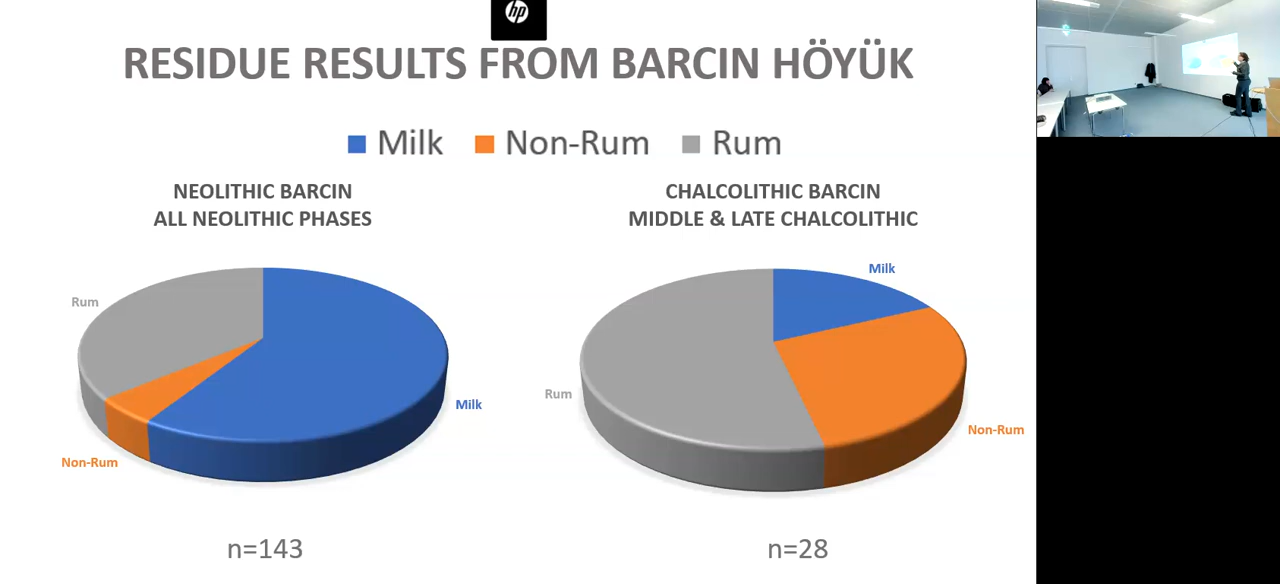 hp
RESIDUE RESULTS FROM BARCIN HÖYÜK
Milk Non-Rum Rum
NEOLITHIC BARCIN
ALL NEOLITHIC PHASES
Rum
Milk
Non-Rum
n=143
CHALCOLITHIC BARCIN
MIDDLE & LATE CHALCOLITHIC
Milk
Rum
Non-Rum
n=28